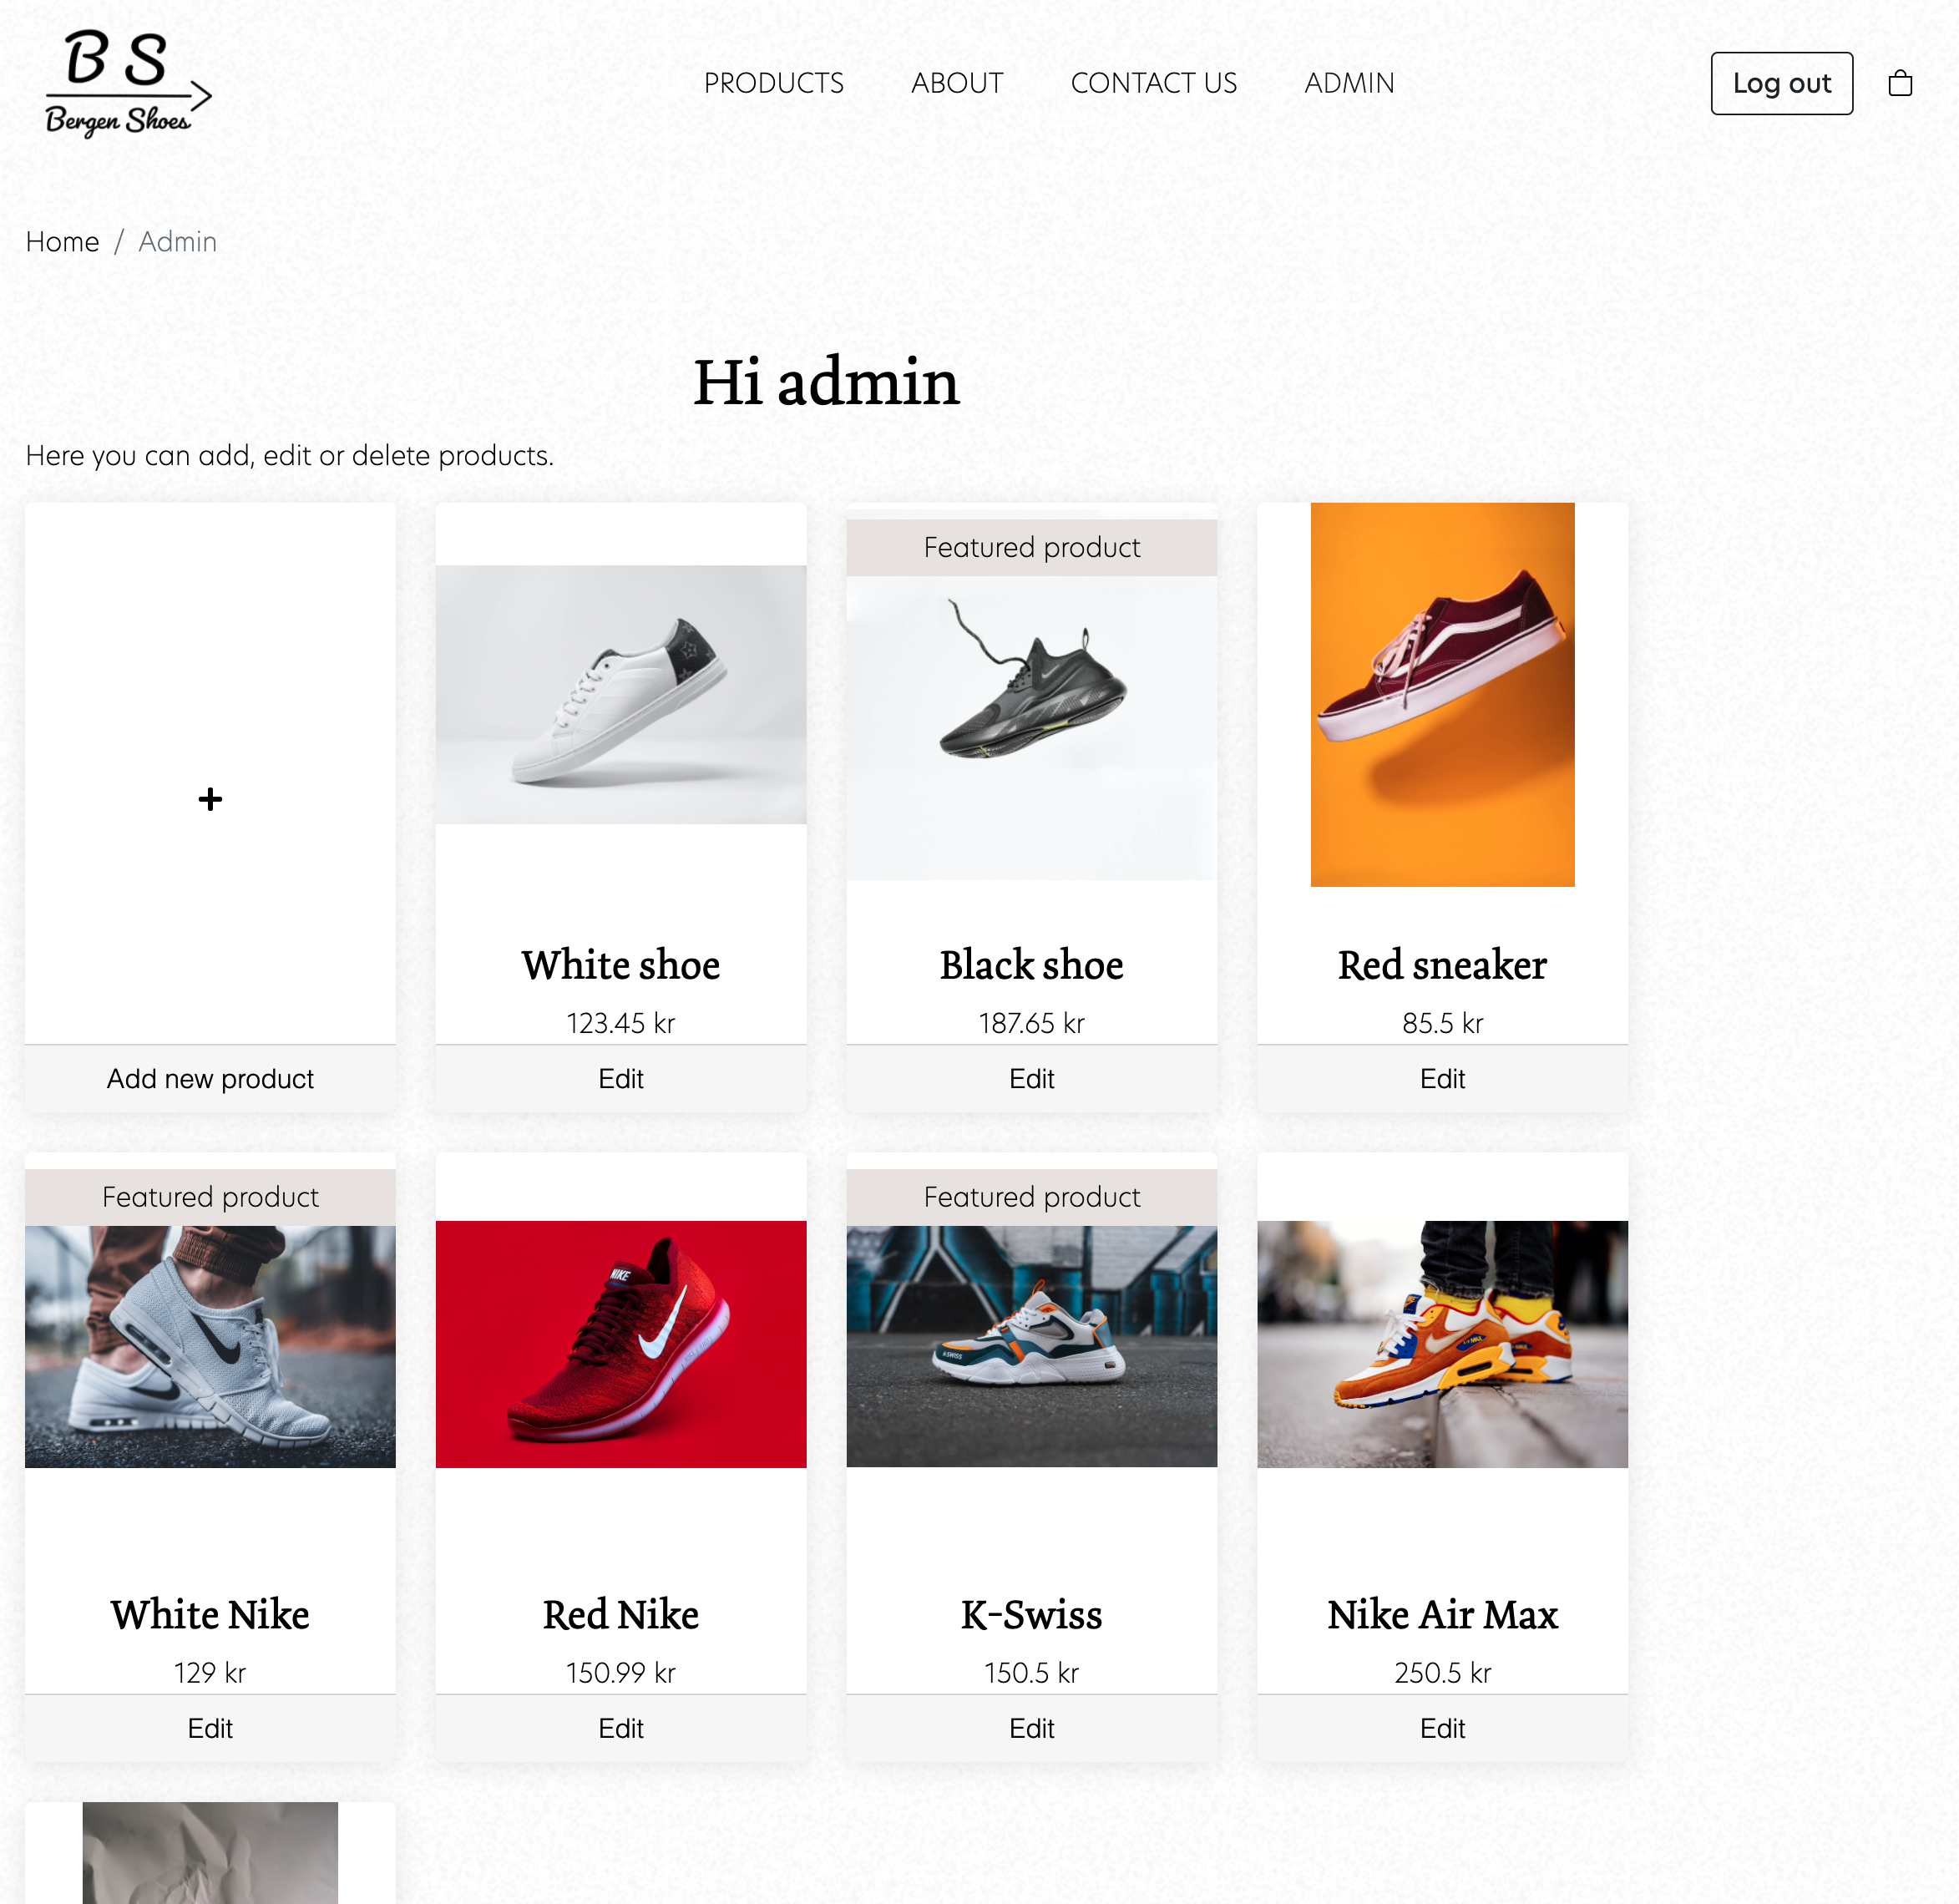 B S
Bergen Shoes
PRODUCTS ABOUT CONTACT US ADMIN
Log out
Home / Admin
Hi admin
Here you can add, edit or delete products.
Featured product
NIKE
+
White shoe Black shoe Red sneaker
123.45 kr 187.65 kr 85.5 kr
Add new product Edit Edit Edit
Featured product Featured product
K-SWISS
White Nike Red Nike K-Swiss Nike Air Max
129 kr 150.99 kr 150.5 kr 250.5 kr
Edit Edit Edit Edit